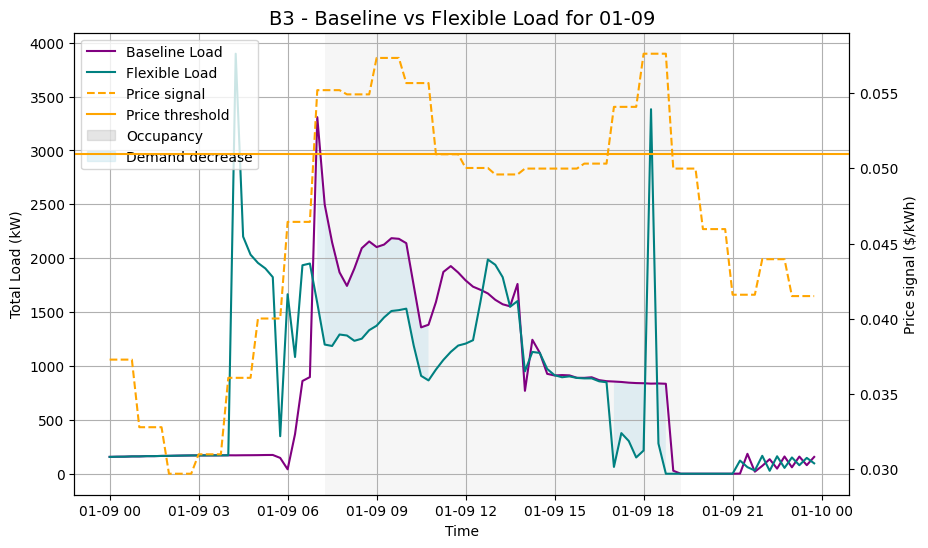 B3 - Baseline vs Flexible Load for 01-09
Baseline Load
Flexible Load
Price signal
Price threshold
Occupancy
Demand decrease
Total Load (kW)
4000
3500
3000
2500
2000
1500
1000
500
0
Price signal ($/kWh)
0.055
0.050
0.045
0.040
0.035
0.030
01-09 00 01-09 03 01-09 06 01-09 09 01-09 12 01-09 15 01-09 18 01-09 21 01-10 00
Time